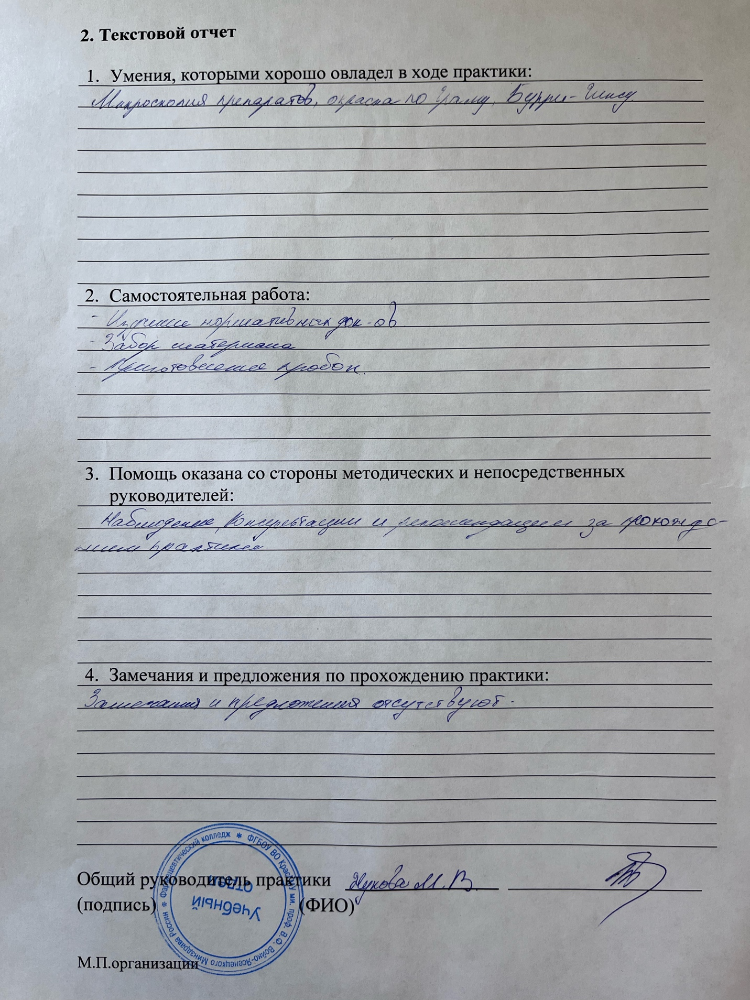 2. Текстовой отчет
1. Умения, которыми хорошо овладел в ходе практики:
Микроскопия препаратов, окраска по Граму, Бурри-Гинсу.
2. Самостоятельная работа:
- Изучение нормативных док-ов
- Забор материала
- Приготовление пробок.
3. Помощь оказана со стороны методических и непосредственных
руководителей:
Наблюдение, консультации и рекомендации за прохожде-
нием практики
4. Замечания и предложения по прохождению практики:
Замечания и предложения отсутствуют.
Общий руководитель практики Жукова М.В.
(подпись) (ФИО)
М.П.организации
Фармацевтический колледж * ФГБОУ ВО КрасГМУ им. проф. В.Ф. Войно-Ясенецкого Минздрава России *
Учебный
отдел